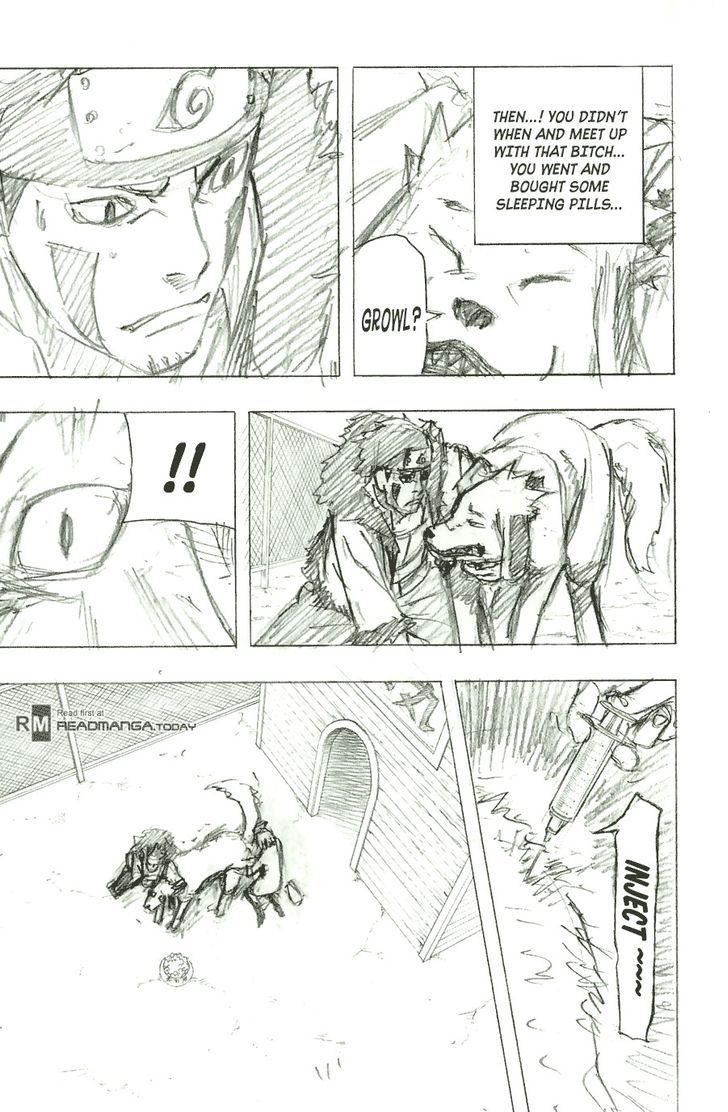 THEN...! YOU DIDN'T
WHEN AND MEET UP
WITH THAT BITCH...
YOU WENT AND
BOUGHT SOME
SLEEPING PILLS...
GROWL?
!!
INJECT ~~~
RM Read first at
READMANGA.TODAY